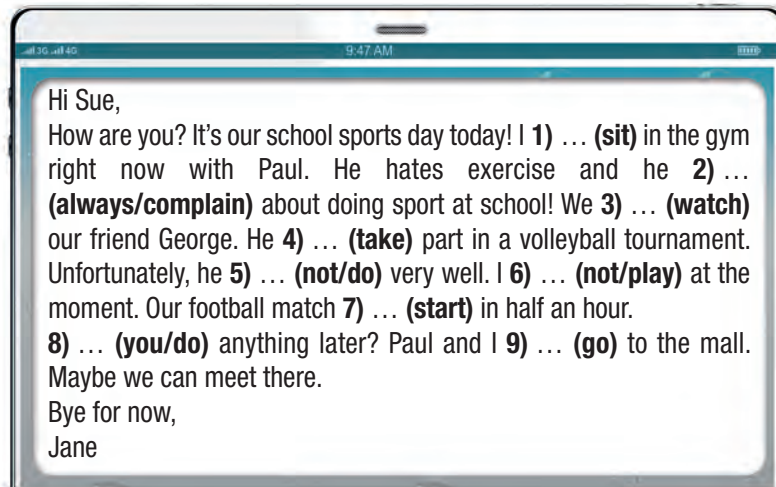 3G 4G 9:47 AM
Hi Sue,
How are you? It's our school sports day today! I 1) … (sit) in the gym
right now with Paul. He hates exercise and he 2) …
(always/complain) about doing sport at school! We 3) … (watch)
our friend George. He 4) … (take) part in a volleyball tournament.
Unfortunately, he 5) … (not/do) very well. I 6) … (not/play) at the
moment. Our football match 7) … (start) in half an hour.
8) … (you/do) anything later? Paul and I 9) … (go) to the mall.
Maybe we can meet there.
Bye for now,
Jane